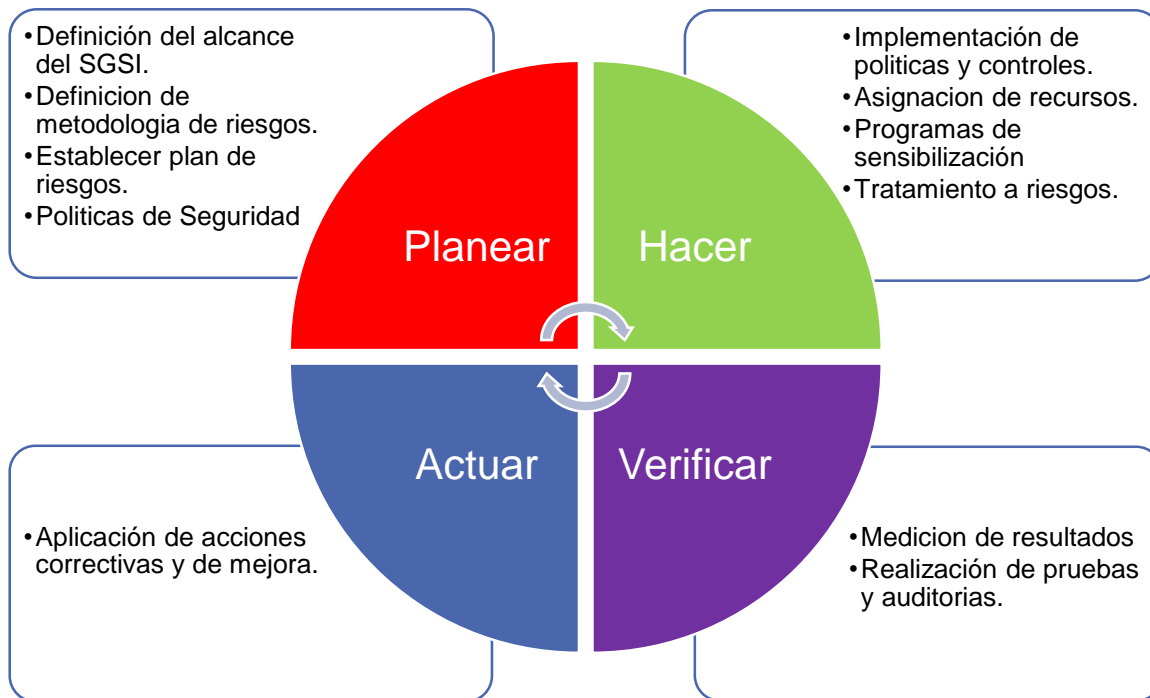 •Definición del alcance
del SGSI.
•Definicion de
metodologia de riesgos.
•Establecer plan de
riesgos.
•Politicas de Seguridad
•Implementación de
politicas y controles.
•Asignacion de recursos.
•Programas de
sensibilización
•Tratamiento a riesgos.
Planear
Hacer
Actuar
Verificar
•Aplicación de acciones
correctivas y de mejora.
•Medicion de resultados
•Realización de pruebas
y auditorias.